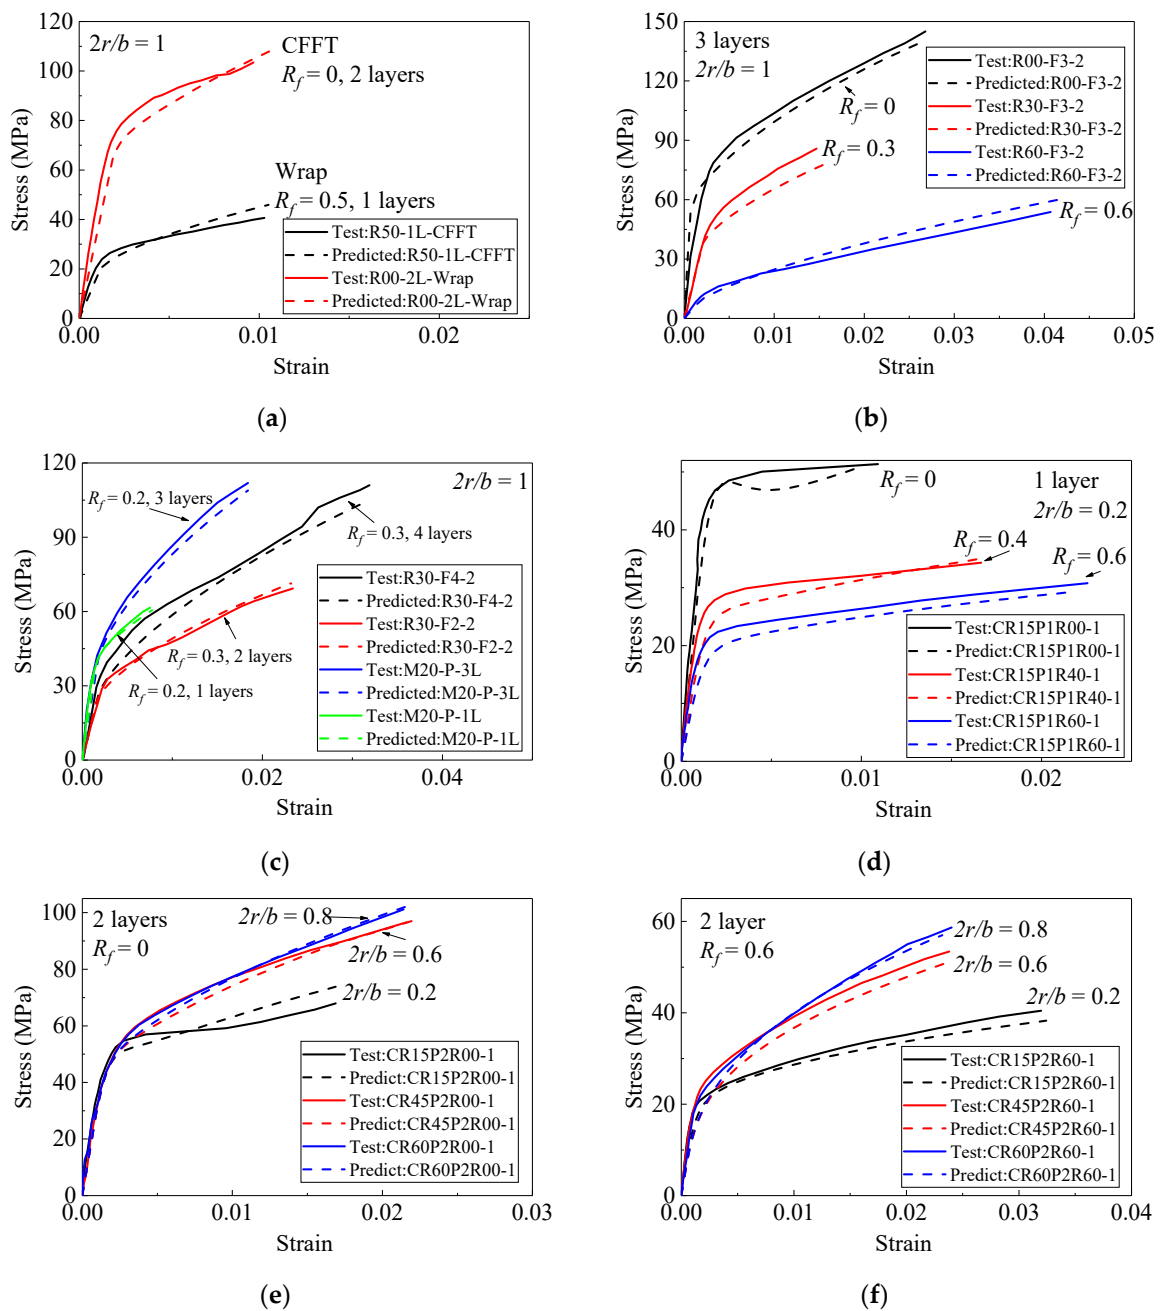 120
100
80
60
40
20
0
Stress (MPa)
2r/b = 1
CFFT
R_f = 0, 2 layers
Wrap
R_f = 0.5, 1 layers
Test:R50-1L-CFFT
Predicted:R50-1L-CFFT
Test:R00-2L-Wrap
Predicted:R00-2L-Wrap
0.00 0.01 0.02
Strain
(a)
150
120
90
60
30
0
Stress (MPa)
3 layers
2r/b = 1
R_f = 0
R_f = 0.3
R_f = 0.6
Test:R00-F3-2
Predicted:R00-F3-2
Test:R30-F3-2
Predicted:R30-F3-2
Test:R60-F3-2
Predicted:R60-F3-2
0.00 0.01 0.02 0.03 0.04 0.05
Strain
(b)
120
90
60
30
0
Stress (MPa)
2r/b = 1
R_f = 0.2, 3 layers
R_f = 0.3, 4 layers
R_f = 0.3, 2 layers
R_f = 0.2, 1 layers
Test:R30-F4-2
Predicted:R30-F4-2
Test:R30-F2-2
Predicted:R30-F2-2
Test:M20-P-3L
Predicted:M20-P-3L
Test:M20-P-1L
Predicted:M20-P-1L
0.00 0.02 0.04
Strain
(c)
40
20
0
Stress (MPa)
R_f = 0
1 layer
2r/b = 0.2
R_f = 0.4
R_f = 0.6
Test:CR15P1R00-1
Predict:CR15P1R00-1
Test:CR15P1R40-1
Predict:CR15P1R40-1
Test:CR15P1R60-1
Predict:CR15P1R60-1
0.00 0.01 0.02
Strain
(d)
100
80
60
40
20
0
Stress (MPa)
2 layers
R_f = 0
2r/b = 0.8
2r/b = 0.6
2r/b = 0.2
Test:CR15P2R00-1
Predict:CR15P2R00-1
Test:CR45P2R00-1
Predict:CR45P2R00-1
Test:CR60P2R00-1
Predict:CR60P2R00-1
0.00 0.01 0.02 0.03
Strain
(e)
60
40
20
0
Stress (MPa)
2 layer
R_f = 0.6
2r/b = 0.8
2r/b = 0.6
2r/b = 0.2
Test:CR15P2R60-1
Predict:CR15P2R60-1
Test:CR45P2R60-1
Predict:CR45P2R60-1
Test:CR60P2R60-1
Predict:CR60P2R60-1
0.00 0.01 0.02 0.03 0.04
Strain
(f)